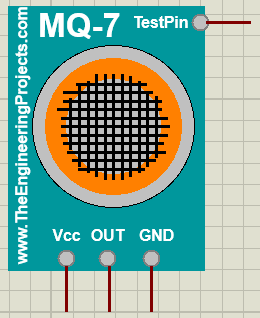 MQ-7
TestPin
www.TheEngineeringProjects.com
Vcc OUT GND